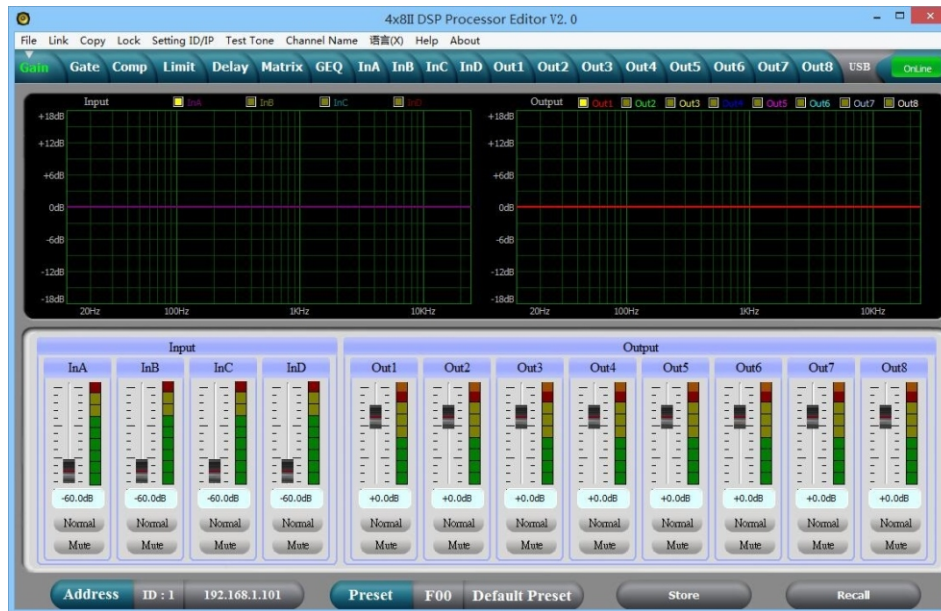 4x8II DSP Processor Editor V2.0
File Link Copy Lock Setting ID/IP Test Tone Channel Name 语言(X) Help About
Gain Gate Comp Limit Delay Matrix GEQ InA InB InC InD Out1 Out2 Out3 Out4 Out5 Out6 Out7 Out8 USB OnLine
Input InA InB InC InD
+18dB
+12dB
+6dB
0dB
-6dB
-12dB
-18dB
20Hz 100Hz 1KHz 10KHz
Output Out1 Out2 Out3 Out4 Out5 Out6 Out7 Out8
+18dB
+12dB
+6dB
0dB
-6dB
-12dB
-18dB
20Hz 100Hz 1KHz 10KHz
Input Output
InA InB InC InD Out1 Out2 Out3 Out4 Out5 Out6 Out7 Out8
-60.0dB -60.0dB -60.0dB -60.0dB +0.0dB +0.0dB +0.0dB +0.0dB +0.0dB +0.0dB +0.0dB +0.0dB
Normal Normal Normal Normal Normal Normal Normal Normal Normal Normal Normal Normal
Mute Mute Mute Mute Mute Mute Mute Mute Mute Mute Mute Mute
Address ID : 1 192.168.1.101 Preset F00 Default Preset Store Recall